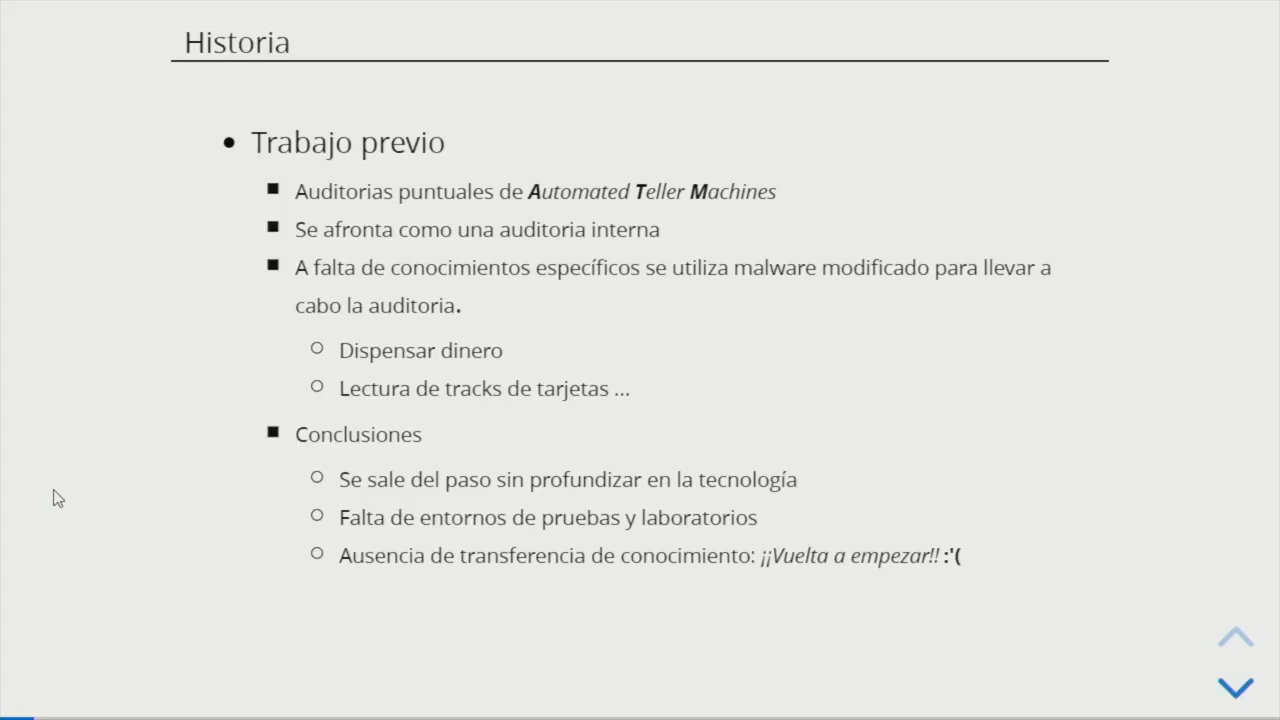 Historia
Trabajo previo
Auditorias puntuales de Automated Teller Machines
Se afronta como una auditoria interna
A falta de conocimientos específicos se utiliza malware modificado para llevar a
cabo la auditoria.
Dispensar dinero
Lectura de tracks de tarjetas ...
Conclusiones
Se sale del paso sin profundizar en la tecnología
Falta de entornos de pruebas y laboratorios
Ausencia de transferencia de conocimiento: ¡¡Vuelta a empezar!! :'(